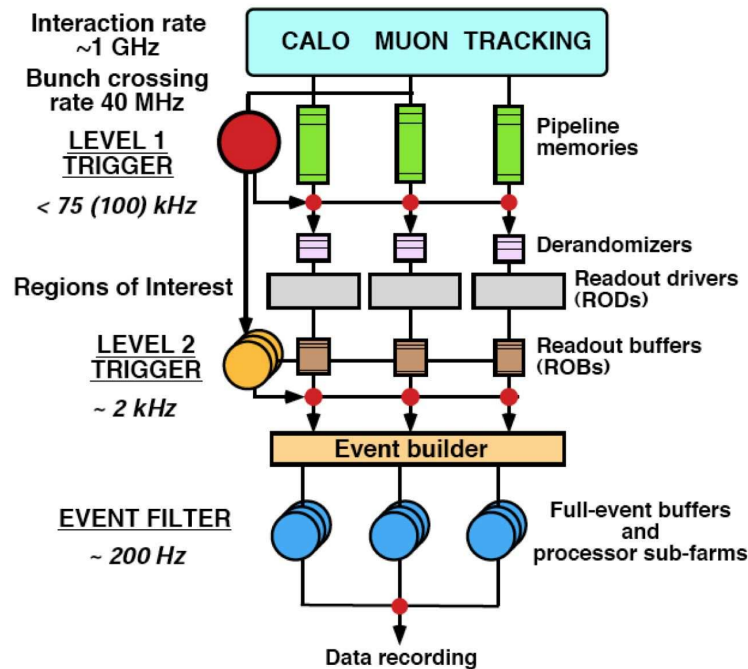 Interaction rate
~1 GHz
CALO MUON TRACKING
Bunch crossing
rate 40 MHz
LEVEL 1
TRIGGER
Pipeline
memories
< 75 (100) kHz
Derandomizers
Regions of Interest
Readout drivers
(RODs)
LEVEL 2
TRIGGER
Readout buffers
(ROBs)
~ 2 kHz
Event builder
EVENT FILTER
~ 200 Hz
Full-event buffers
and
processor sub-farms
Data recording